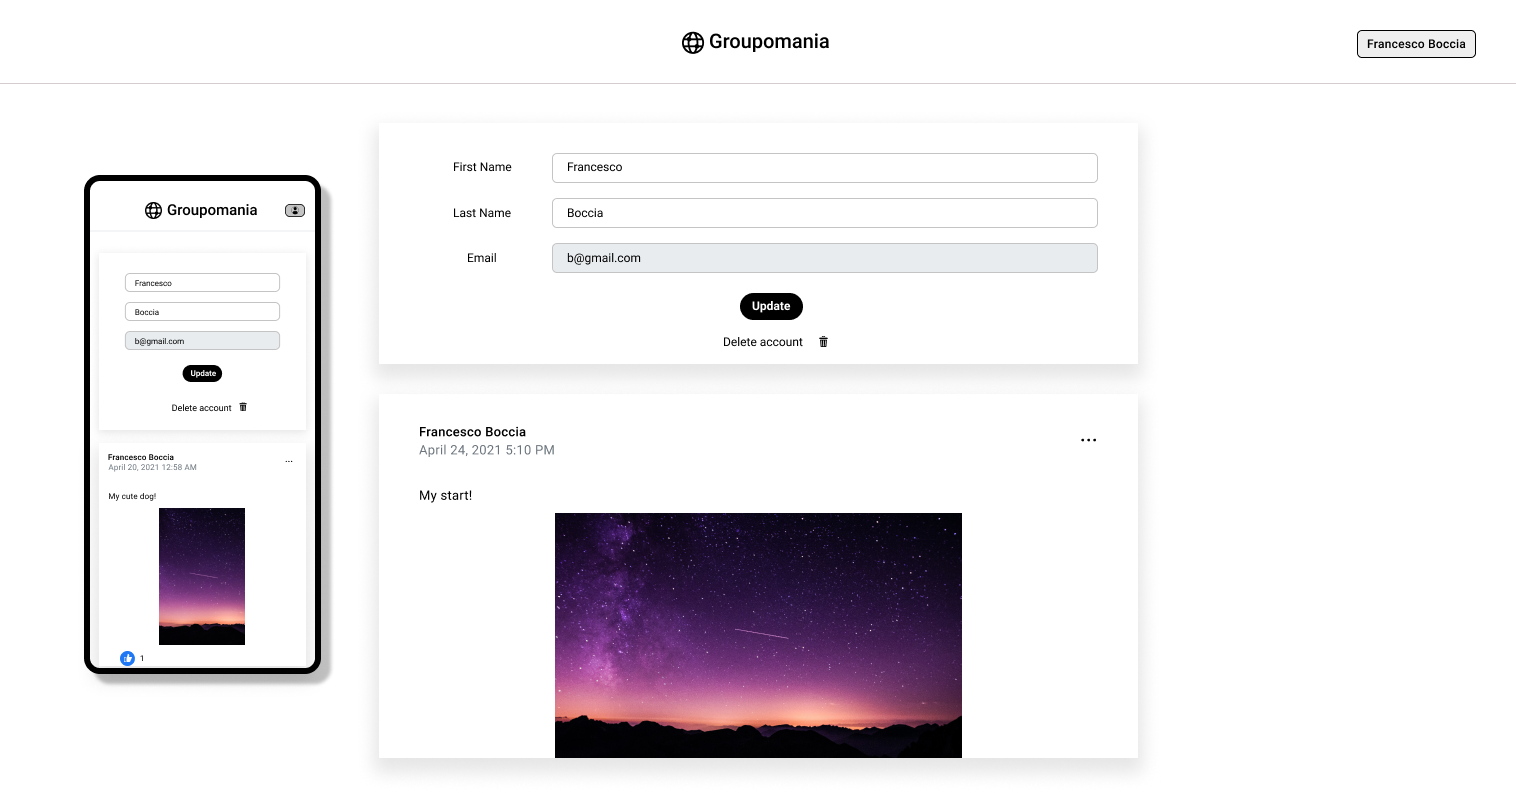 Groupomania
Francesco Boccia
First Name
Francesco
Last Name
Boccia
Email
b@gmail.com
Update
Delete account
Francesco Boccia
April 24, 2021 5:10 PM
My start!
Groupomania
Francesco
Boccia
b@gmail.com
Update
Delete account
Francesco Boccia
April 20, 2021 12:58 AM
My cute dog!
1